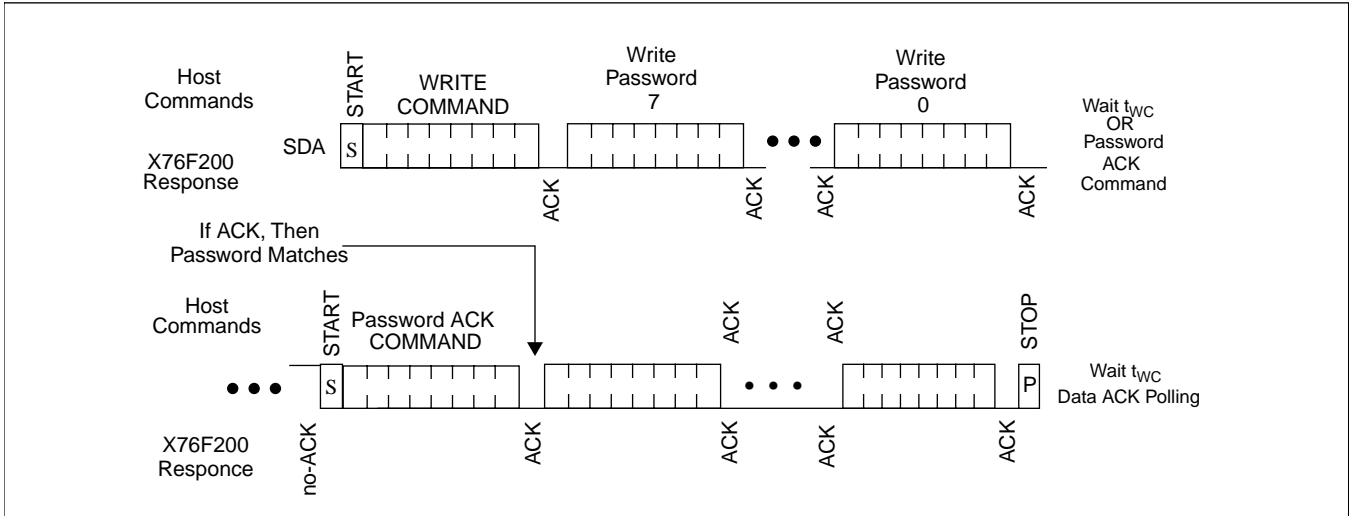 Host
Commands
START
WRITE
COMMAND
Write
Password
7
Write
Password
0
Wait tWC
OR
Password
ACK
Command
SDA
S
X76F200
Response
ACK
ACK
ACK
ACK
If ACK, Then
Password Matches
Host
Commands
START
Password ACK
COMMAND
ACK
ACK
STOP
S
P
Wait tWC
Data ACK Polling
X76F200
Responce
no-ACK
ACK
ACK
ACK
ACK